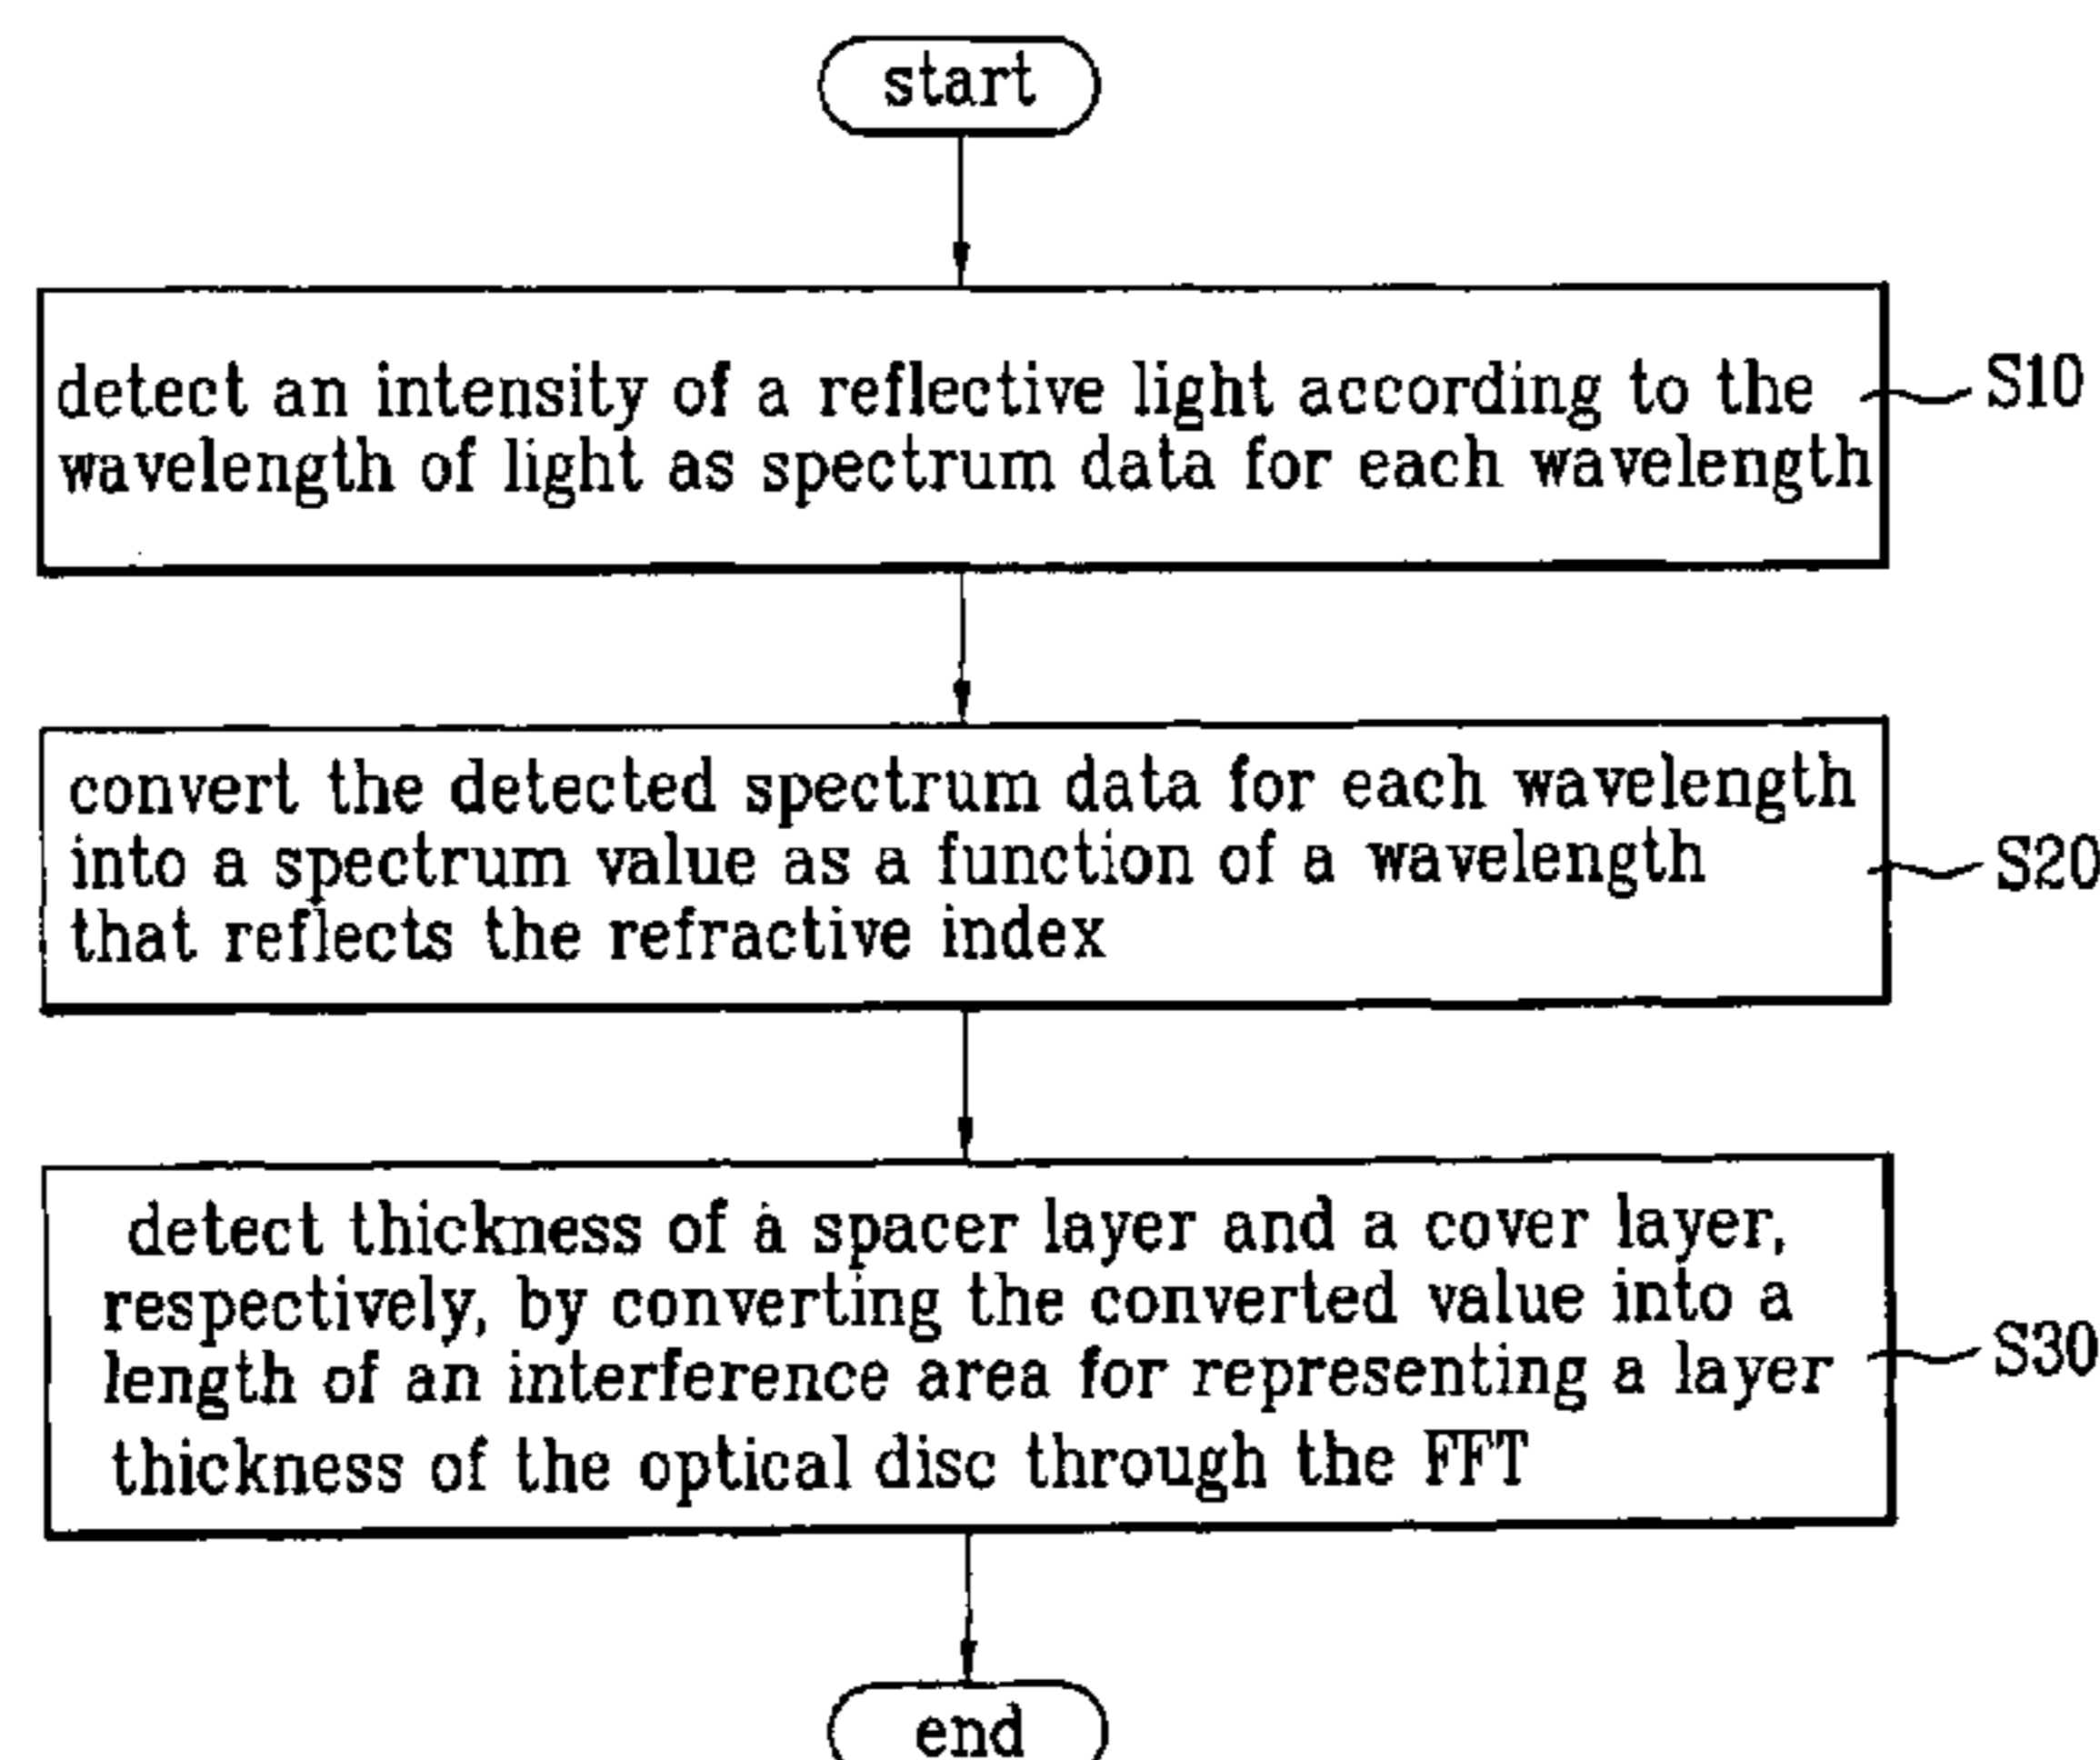 start
detect an intensity of a reflective light according to the
wavelength of light as spectrum data for each wavelength
S10
convert the detected spectrum data for each wavelength
into a spectrum value as a function of a wavelength
that reflects the refractive index
S20
detect thickness of a spacer layer and a cover layer,
respectively, by converting the converted value into a
length of an interference area for representing a layer
thickness of the optical disc through the FFT
S30
end